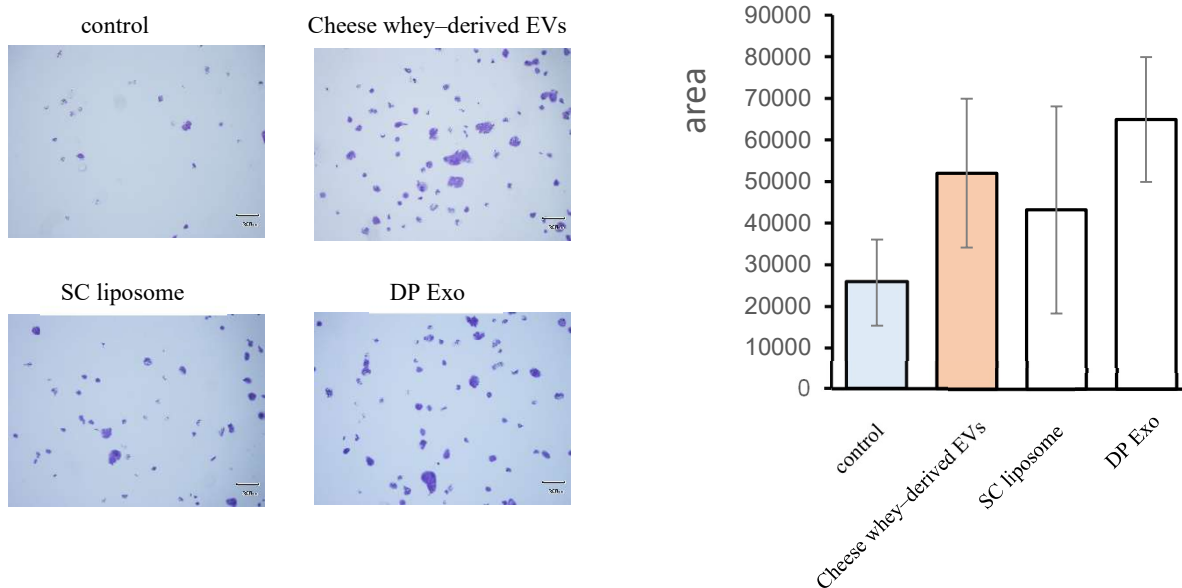 control
Cheese whey–derived EVs
SC liposome
DP Exo
area
90000
80000
70000
60000
50000
40000
30000
20000
10000
0
control
Cheese whey–derived EVs
SC liposome
DP Exo